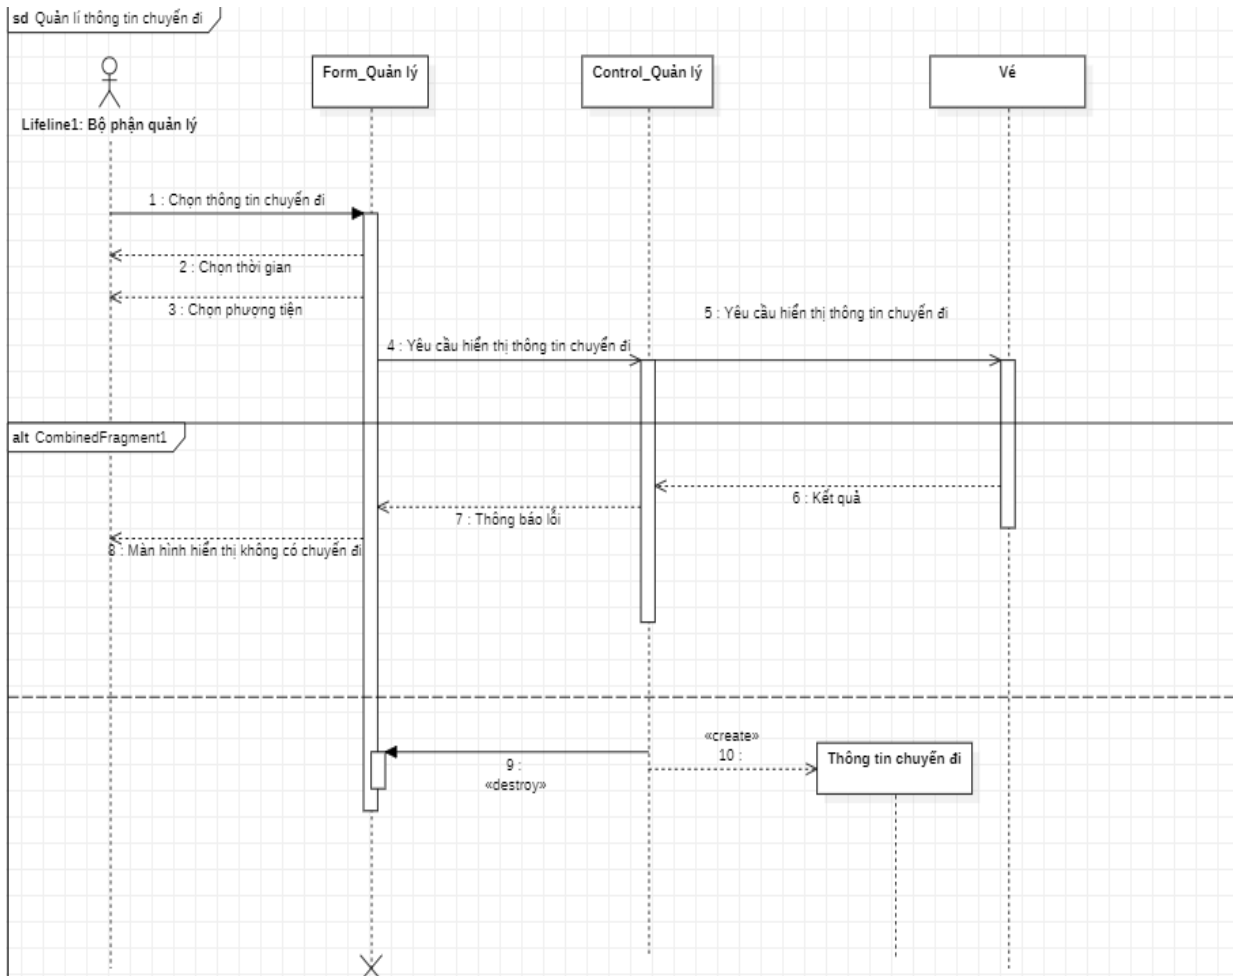 sd Quản lí thông tin chuyến đi
Form_Quản lý
Control_Quản lý
Vé
Lifeline1: Bộ phận quản lý
1 : Chọn thông tin chuyến đi
2 : Chọn thời gian
3 : Chọn phượng tiện
5 : Yêu cầu hiển thị thông tin chuyến đi
4 : Yêu cầu hiển thị thông tin chuyển đi
alt CombinedFragment1
6 : Kết quả
7 : Thông báo lỗi
8 : Màn hình hiển thị không có chuyến đi
«create»
10 :
9 :
«destroy»
Thông tin chuyến đi